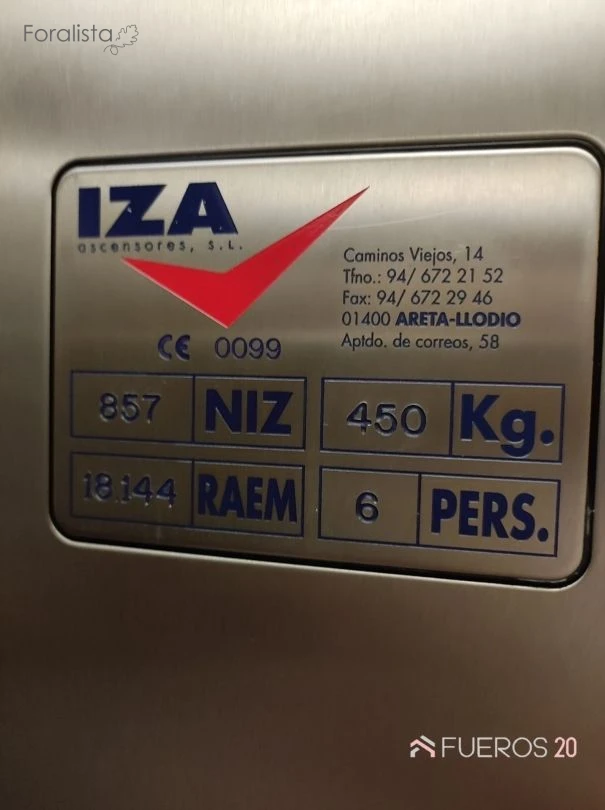 Foralista
IZA
ascensores, S.L.
Caminos Viejos, 14
Tfno.: 94/ 672 21 52
Fax: 94/ 672 29 46
01400 ARETA-LLODIO
Aptdo. de correos, 58
CE 0099
857 NIZ 450 Kg.
18.144 RAEM 6 PERS.
FUEROS 20